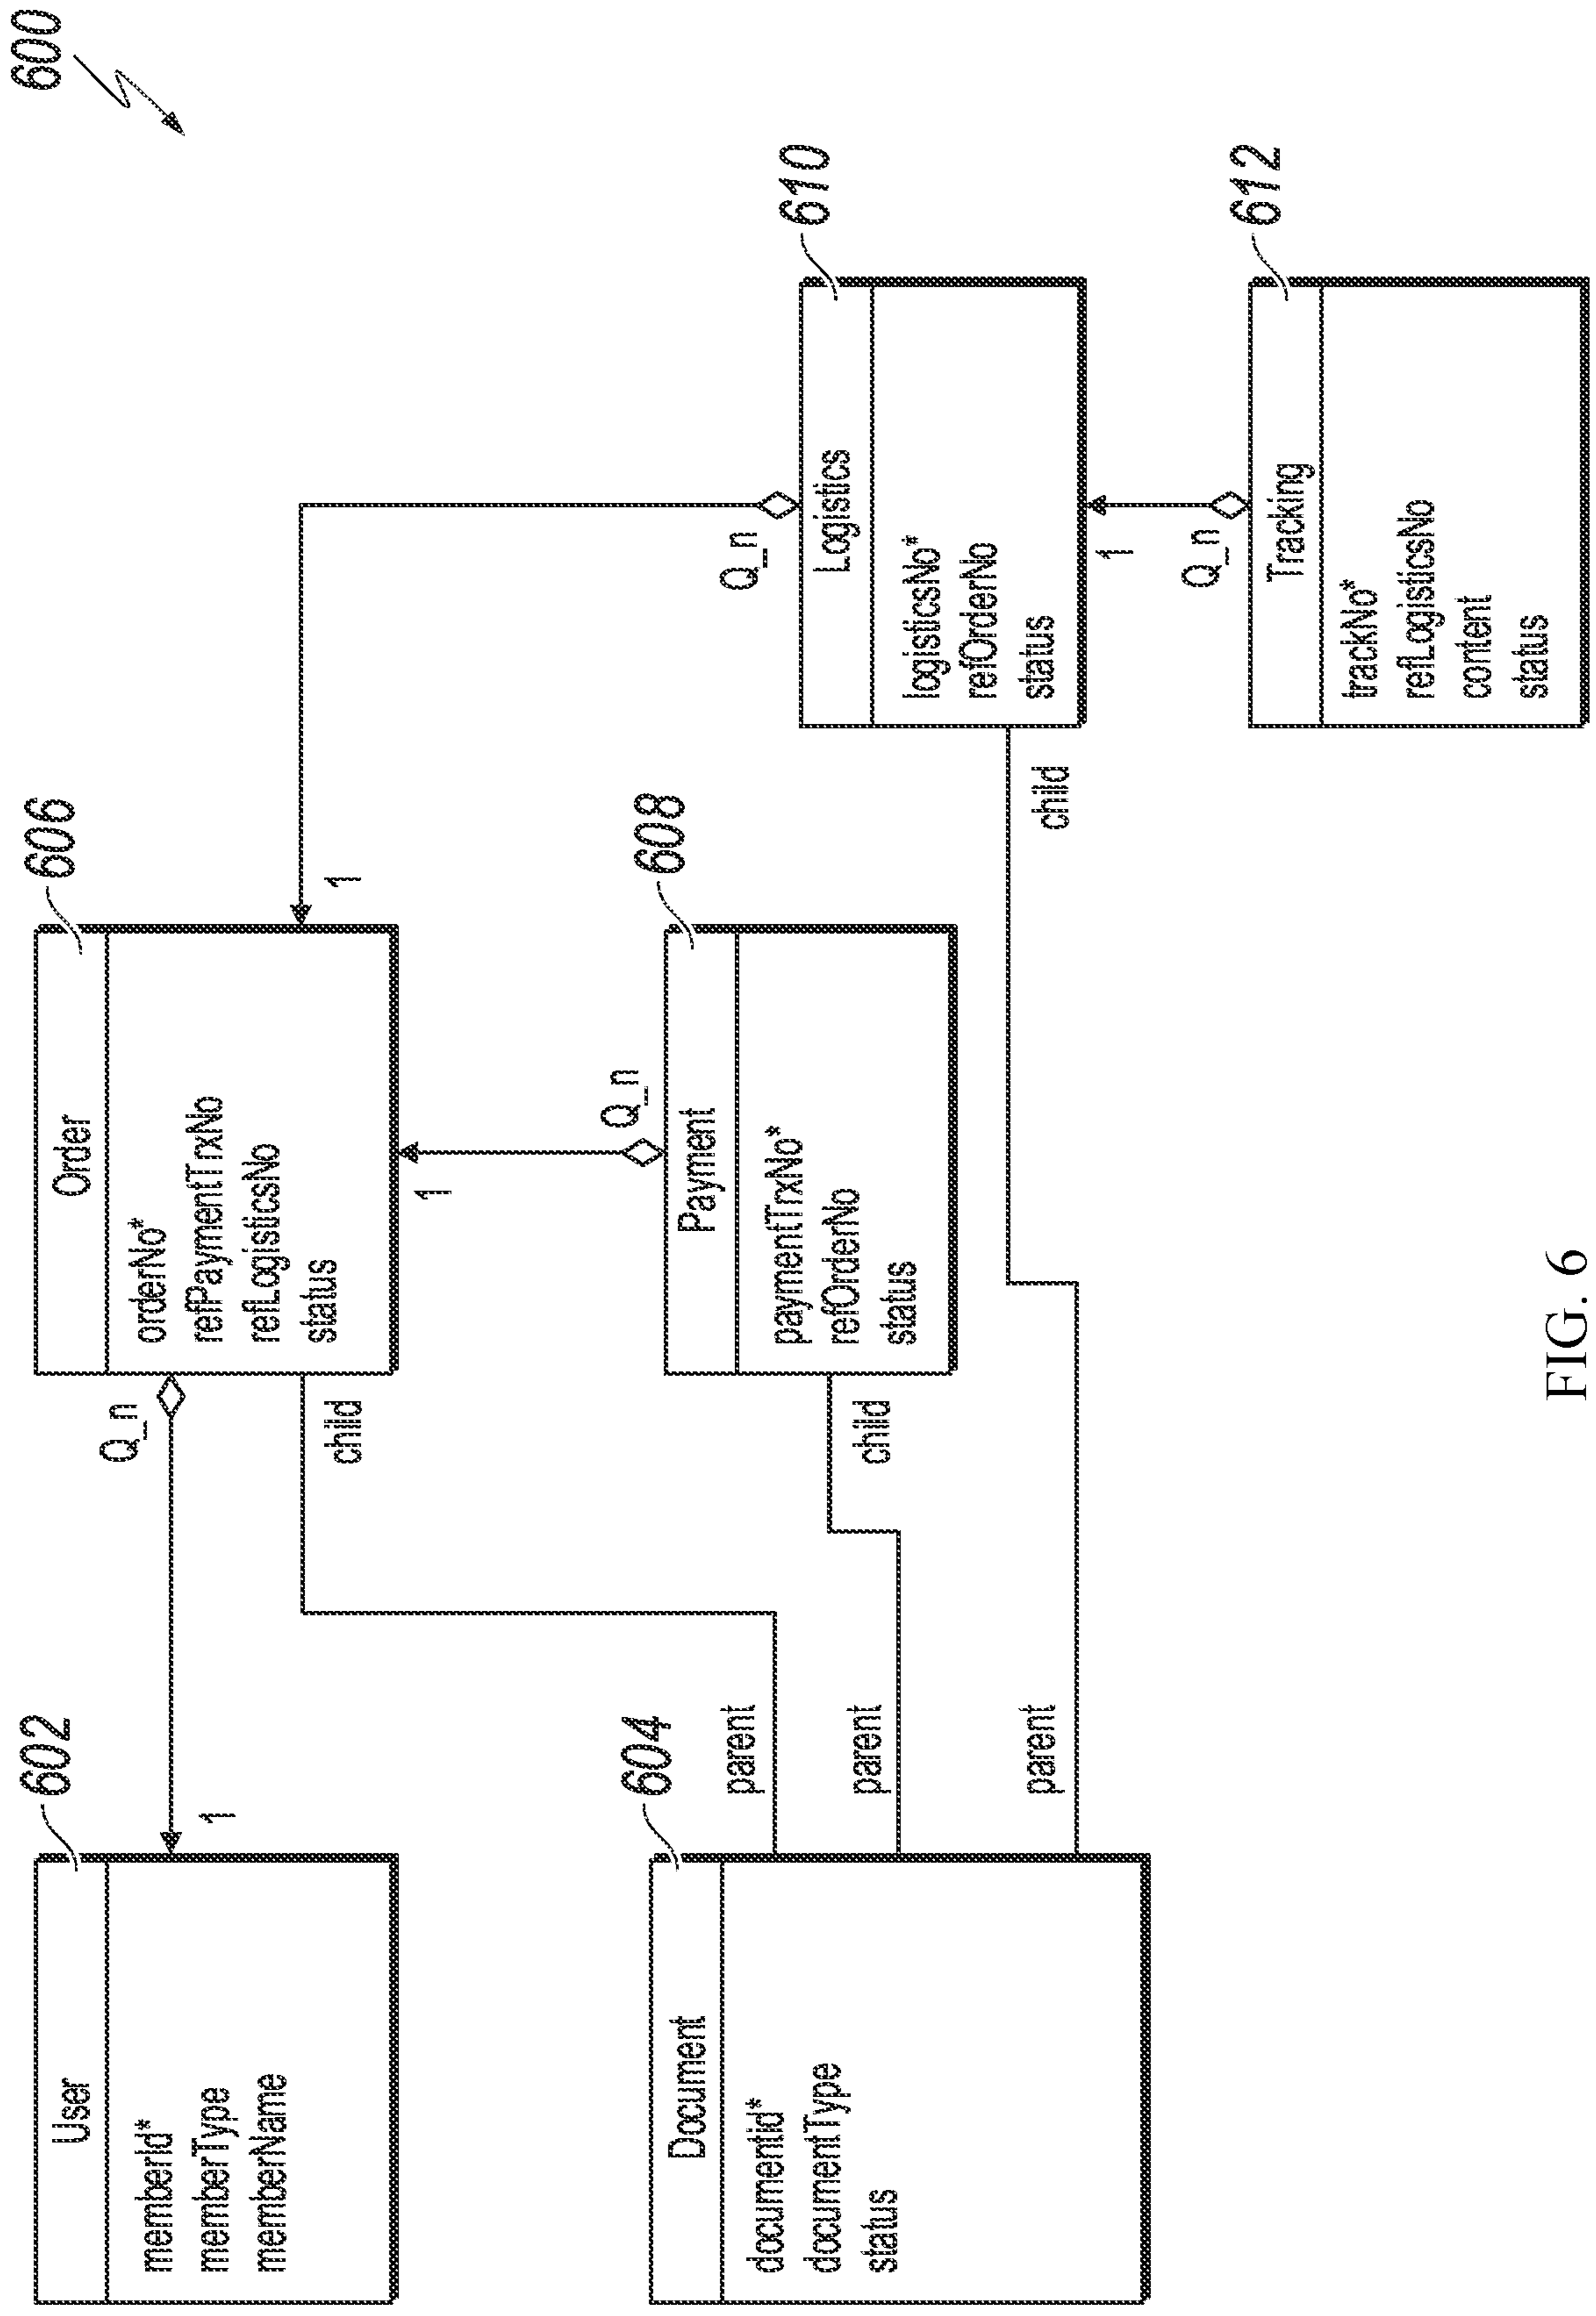 600
602
User
memberId*
memberType
memberName
1
Q_n
606
Order
orderNo*
refPaymentTrxNo
refLogisticsNo
status
child
1
1
604
Document
documentid*
documentType
status
parent
parent
parent
Q_n
608
Payment
paymentTrxNo*
refOrderNo
status
child
Q_n
610
Logistics
logisticsNo*
refOrderNo
status
child
1
Q_n
612
Tracking
trackNo*
refLogisticsNo
content
status
FIG. 6